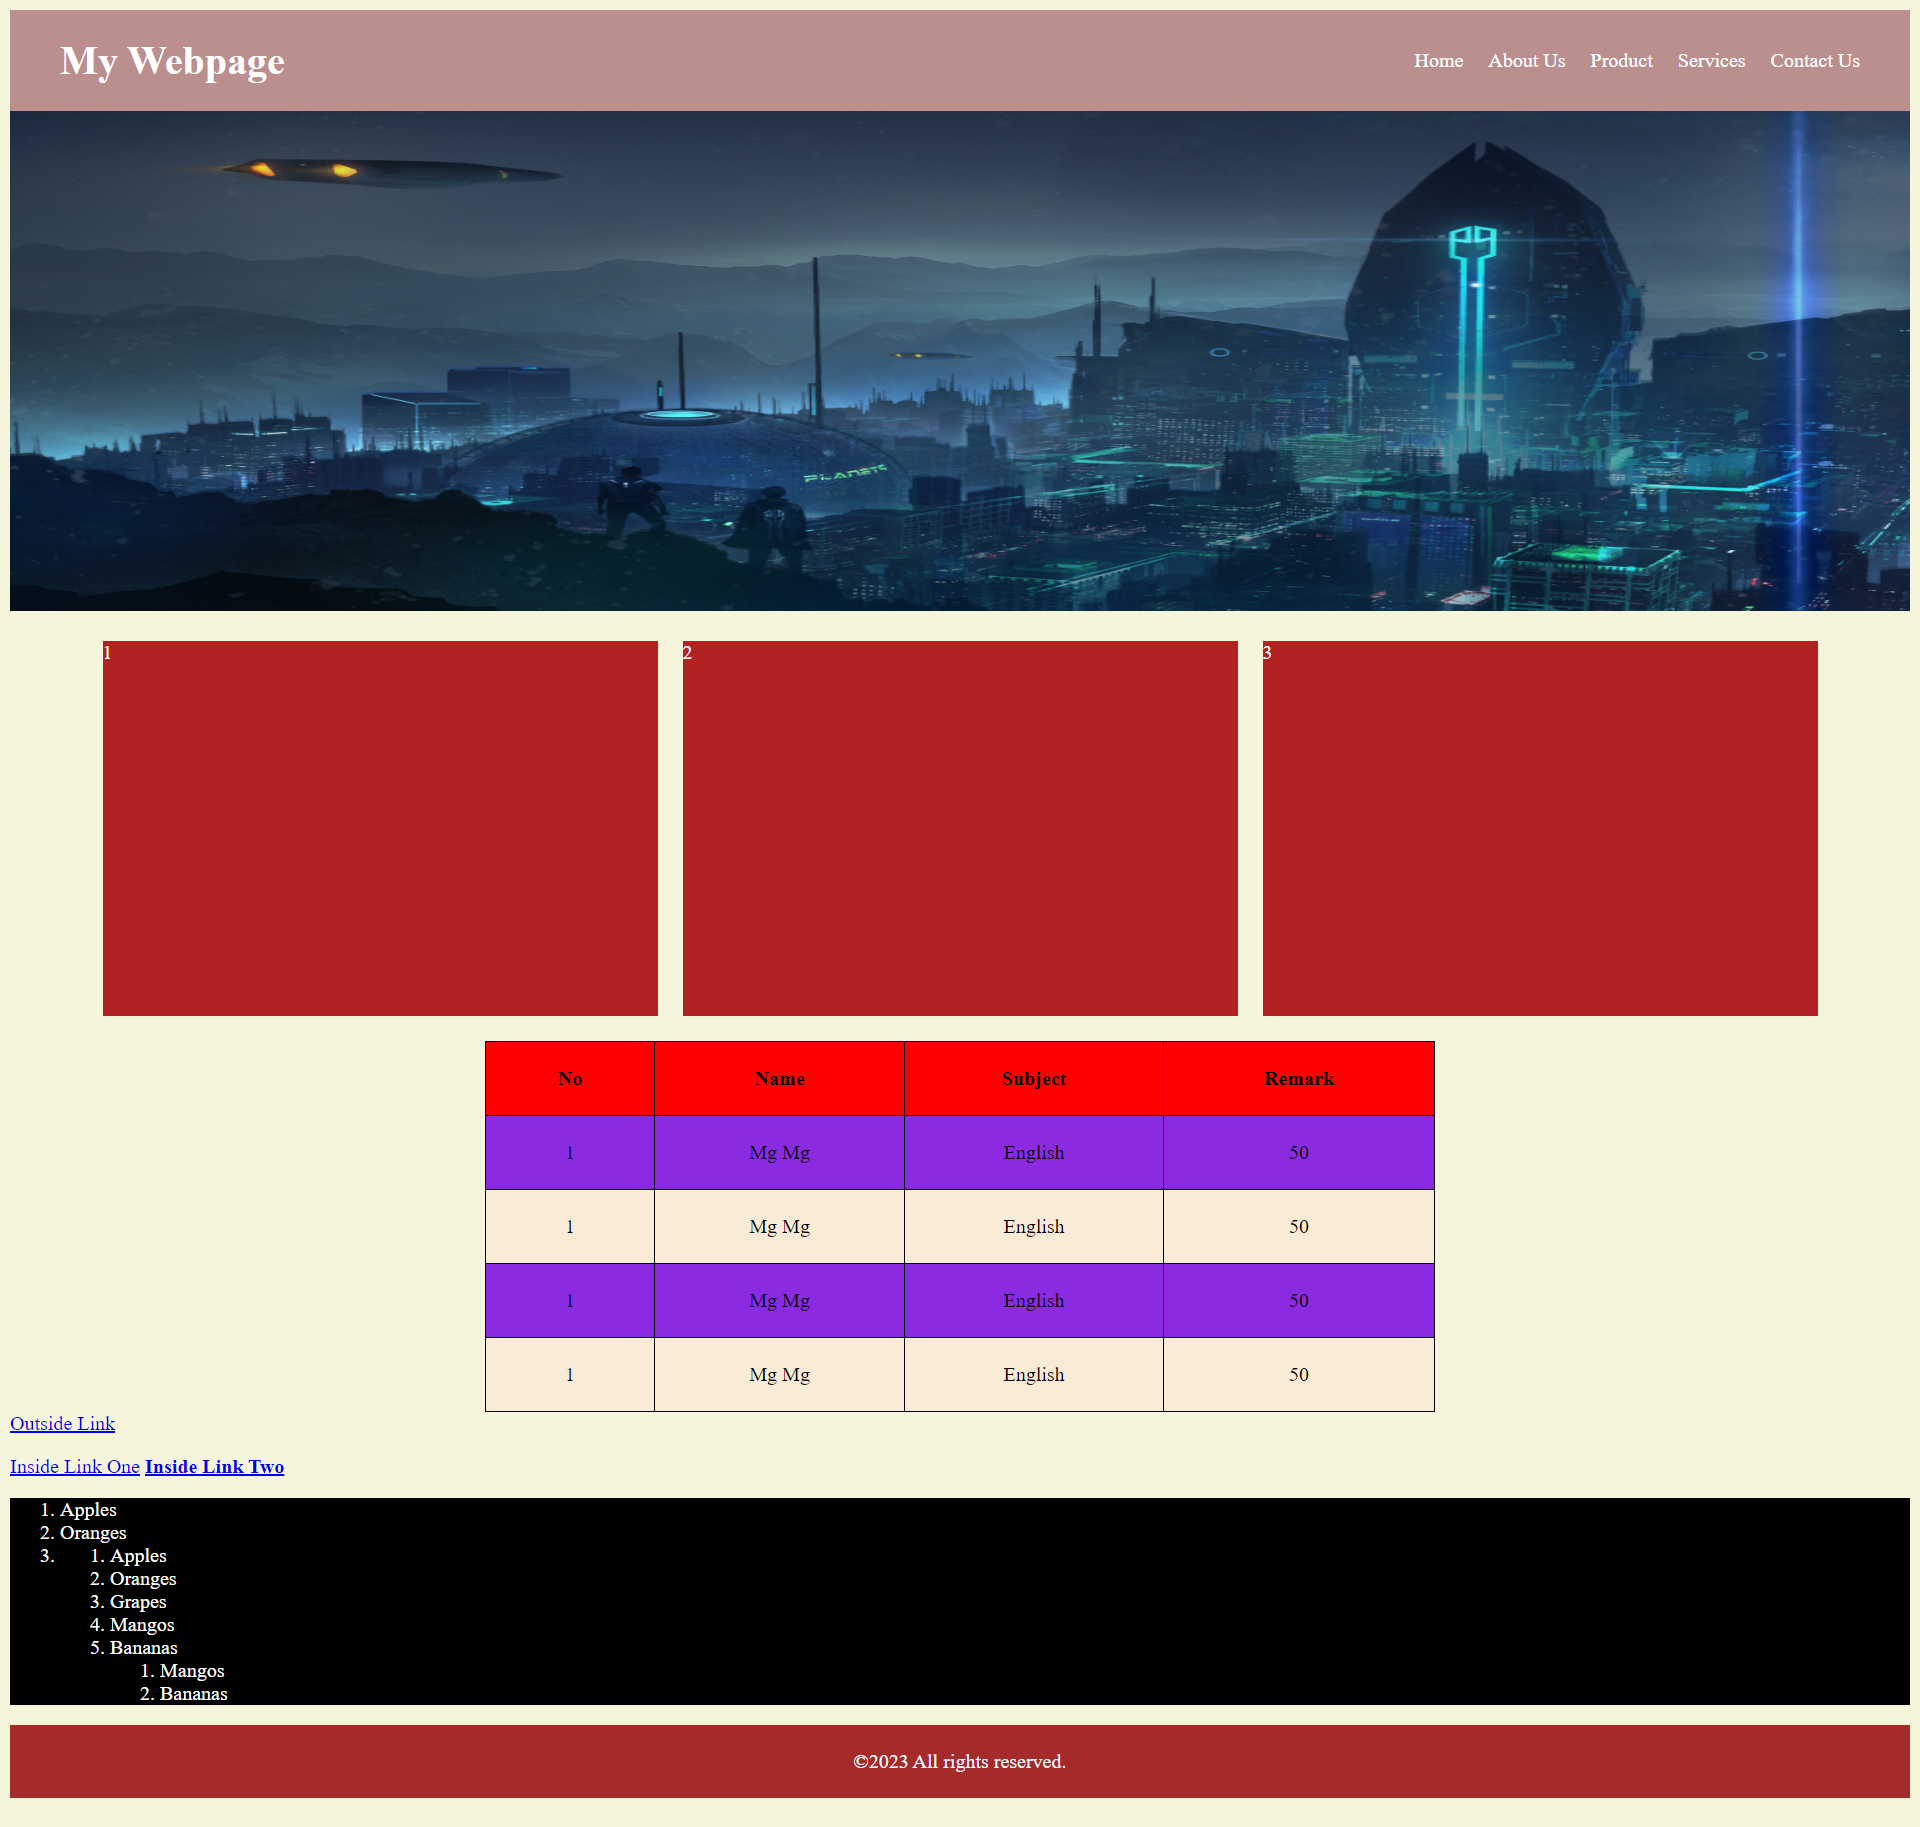 My Webpage
Home About Us Product Services Contact Us
PLANETS
1 2 3
No Name Subject Remark
1 Mg Mg English 50
1 Mg Mg English 50
1 Mg Mg English 50
1 Mg Mg English 50
Outside Link
Inside Link One Inside Link Two
1. Apples
2. Oranges
3. 1. Apples
2. Oranges
3. Grapes
4. Mangos
5. Bananas
1. Mangos
2. Bananas
©2023 All rights reserved.